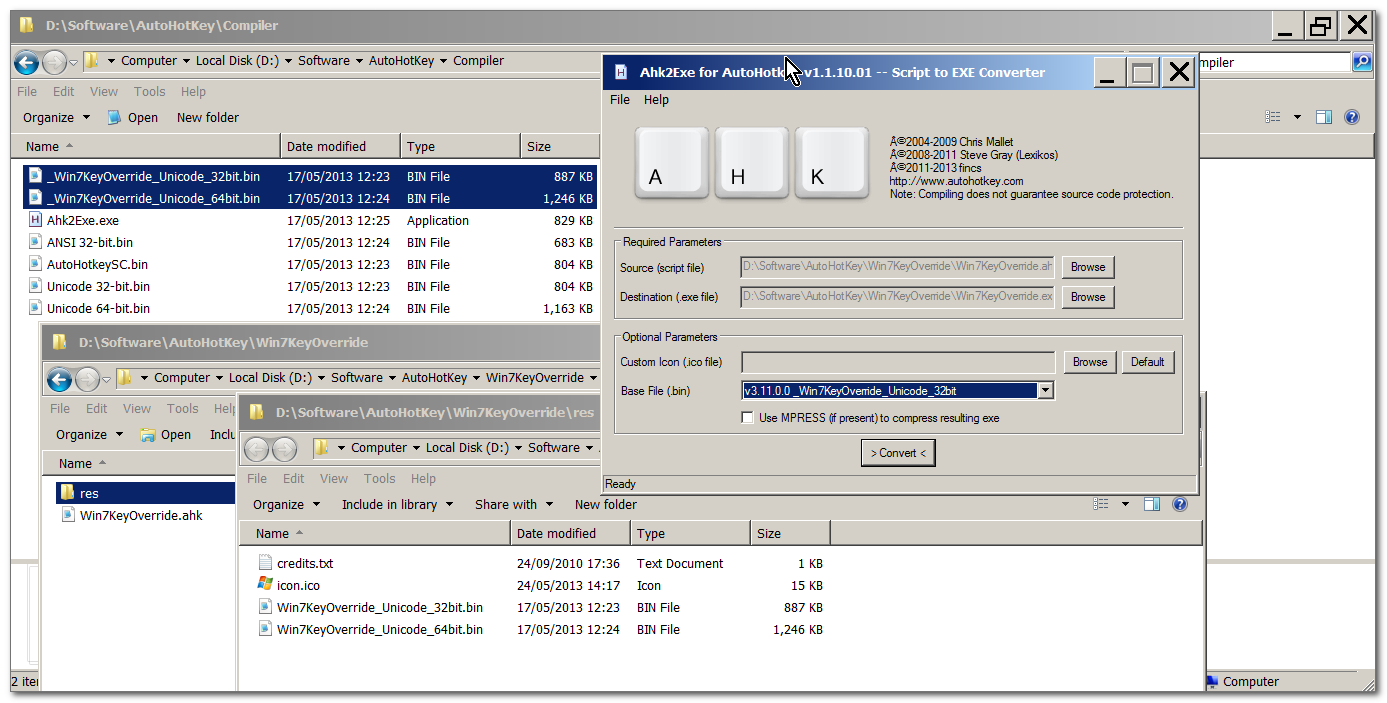 D:\Software\AutoHotKey\Compiler
Computer Local Disk (D:) Software AutoHotKey Compiler
File Edit View Tools Help
Organize Open New folder
Name Date modified Type Size
_Win7KeyOverride_Unicode_32bit.bin 17/05/2013 12:23 BIN File 887 KB
_Win7KeyOverride_Unicode_64bit.bin 17/05/2013 12:24 BIN File 1,246 KB
Ahk2Exe.exe 17/05/2013 12:25 Application 829 KB
ANSI 32-bit.bin 17/05/2013 12:24 BIN File 683 KB
AutoHotkeySC.bin 17/05/2013 12:23 BIN File 804 KB
Unicode 32-bit.bin 17/05/2013 12:23 BIN File 804 KB
Unicode 64-bit.bin 17/05/2013 12:24 BIN File 1,163 KB
2 iter
Computer
Ahk2Exe for AutoHotk v1.1.10.01 -- Script to EXE Converter
File Help
A H K
Â©2004-2009 Chris Mallet
Â©2008-2011 Steve Gray (Lexikos)
Â©2011-2013 fincs
http://www.autohotkey.com
Note: Compiling does not guarantee source code protection.
Required Parameters
Source (script file) D:\Software\AutoHotKey\Win7KeyOverride\Win7KeyOverride.ah Browse
Destination (.exe file) D:\Software\AutoHotKey\Win7KeyOverride\Win7KeyOverride.ex Browse
Optional Parameters
Custom Icon (.ico file) Browse Default
Base File (.bin) v3.11.0.0 _Win7KeyOverride_Unicode_32bit
Use MPRESS (if present) to compress resulting exe
> Convert <
Ready
D:\Software\AutoHotKey\Win7KeyOverride
Computer Local Disk (D:) Software AutoHotKey Win7KeyOverride
File Edit View Tools Help
Organize Open Inclu
Name
res
Win7KeyOverride.ahk
D:\Software\AutoHotKey\Win7KeyOverride\res
Computer Local Disk (D:) Software
File Edit View Tools Help
Organize Include in library Share with New folder
Name Date modified Type Size
credits.txt 24/09/2010 17:36 Text Document 1 KB
icon.ico 24/05/2013 14:17 Icon 15 KB
Win7KeyOverride_Unicode_32bit.bin 17/05/2013 12:23 BIN File 887 KB
Win7KeyOverride_Unicode_64bit.bin 17/05/2013 12:24 BIN File 1,246 KB